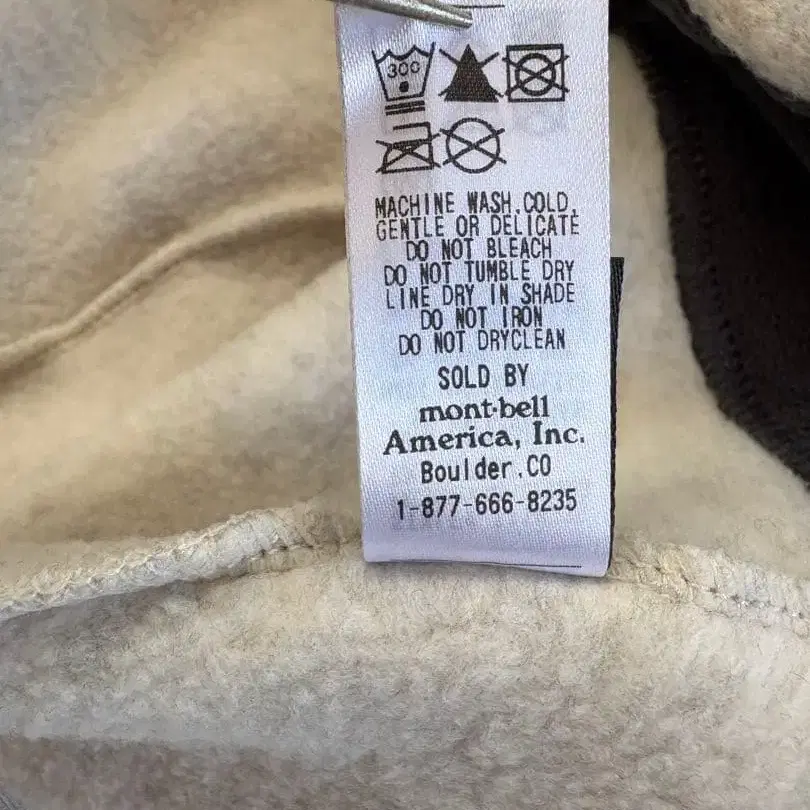 300
MACHINE WASH,COLD,
GENTLE OR DELICATE
DO NOT BLEACH
DO NOT TUMBLE DRY
LINE DRY IN SHADE
DO NOT IRON
DO NOT DRYCLEAN
SOLD BY
mont-bell
America, Inc.
Boulder,CO
1-877-666-8235